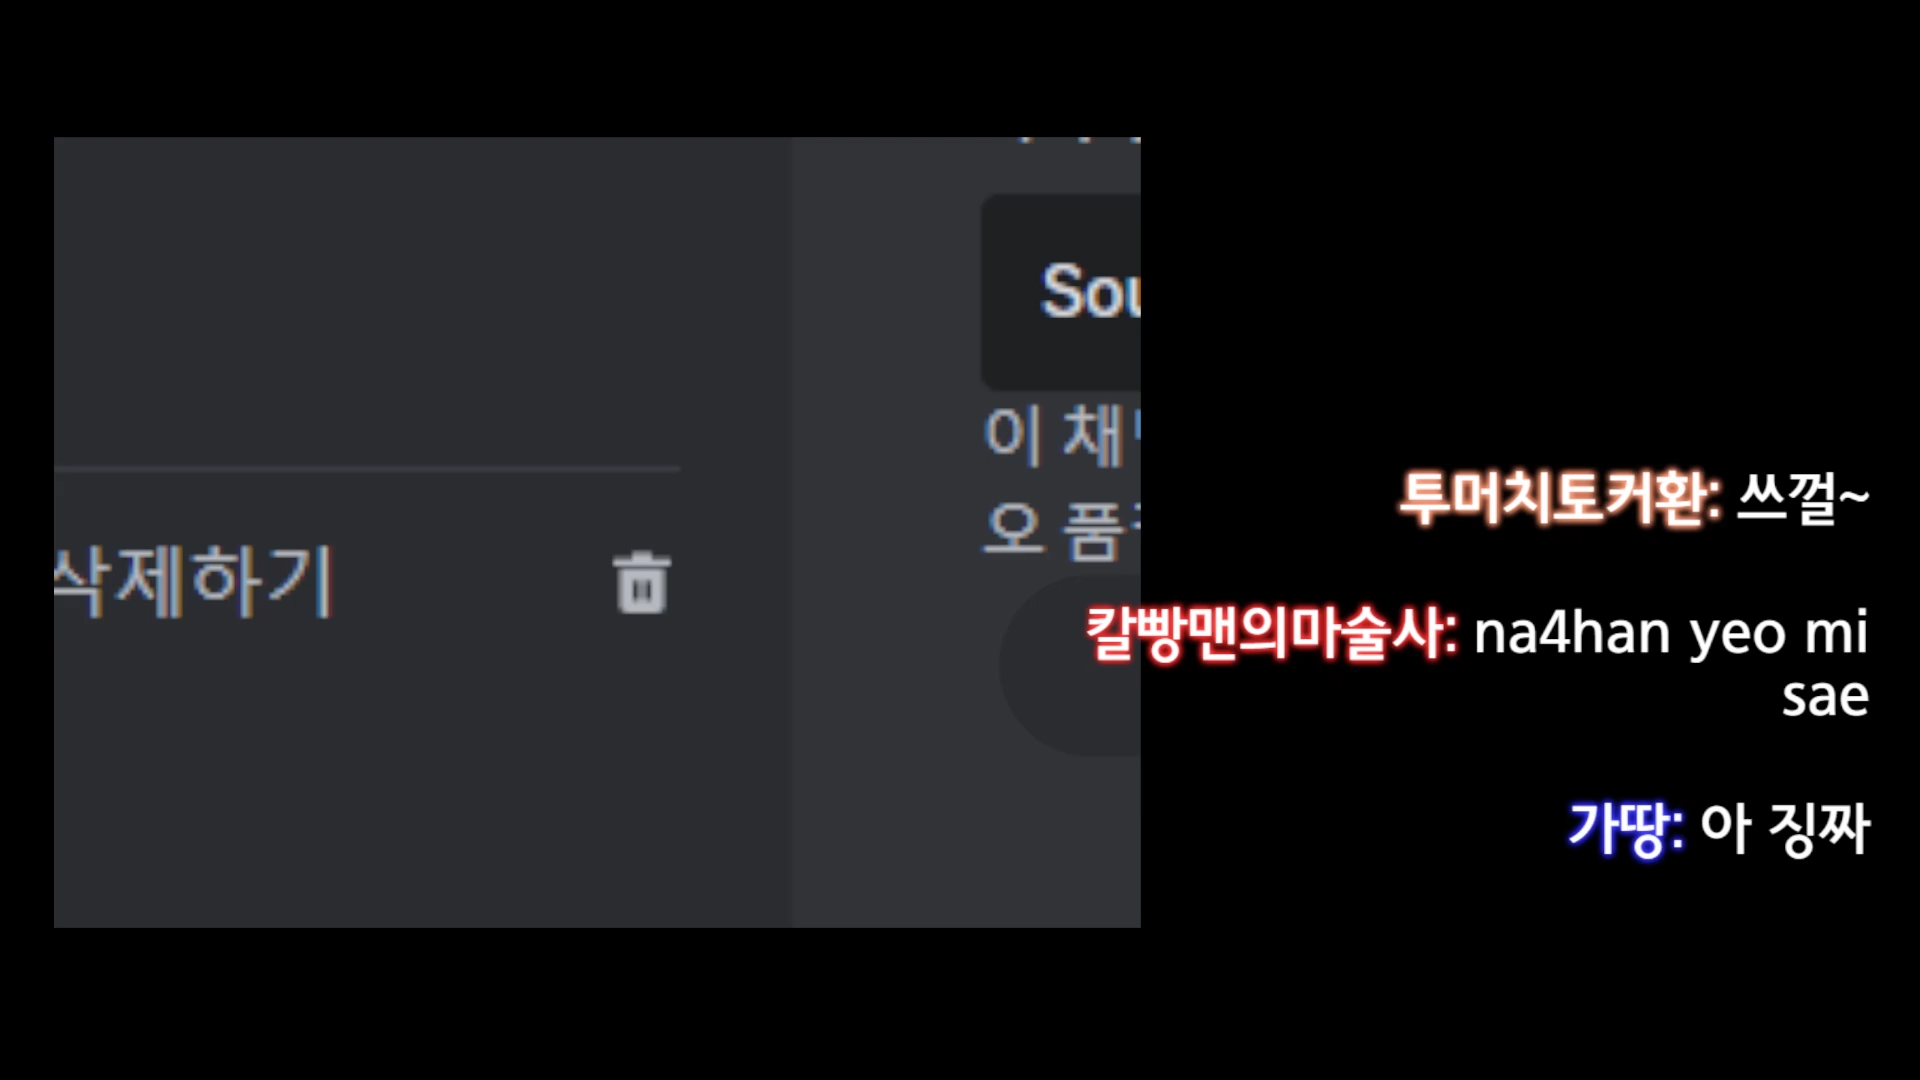 Sou
이 채
오 품
삭제하기
투머치토커환: 쓰껄~
칼빵맨의마술사: na4han yeo mi
sae
가땅: 아 징짜